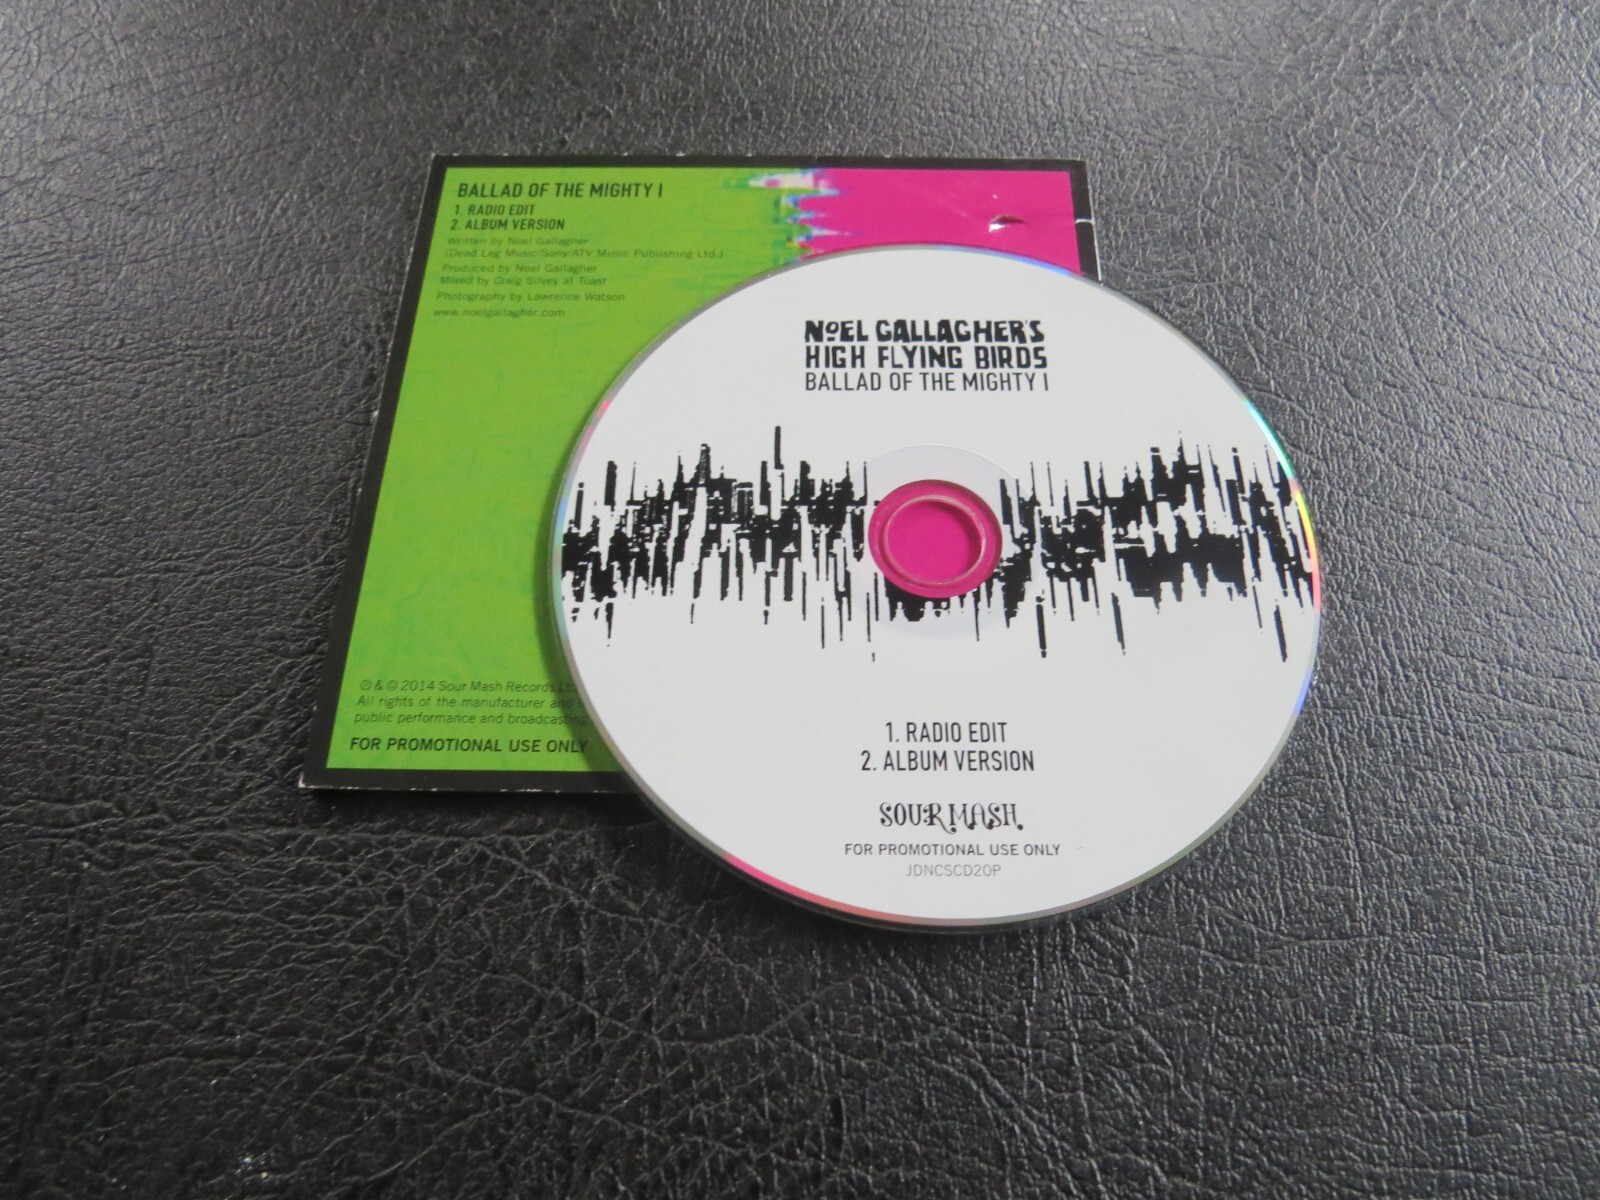 BALLAD OF THE MIGHTY I
1. RADIO EDIT
2. ALBUM VERSION
Written by Noel Gallagher
(Dead Leg Music/Sony/ATV Music Publishing Ltd.)
Produced by Noel Gallagher
Mixed by Craig Silvey at Toast
Photography by Lawrence Watson
www.noelgallagher.com
℗ & © 2014 Sour Mash Records
All rights of the manufacturer and
public performance and broadcasting
FOR PROMOTIONAL USE ONLY
NOEL GALLAGHER'S
HIGH FLYING BIRDS
BALLAD OF THE MIGHTY I
1. RADIO EDIT
2. ALBUM VERSION
SOUR MASH
FOR PROMOTIONAL USE ONLY
JDNCSCD20P